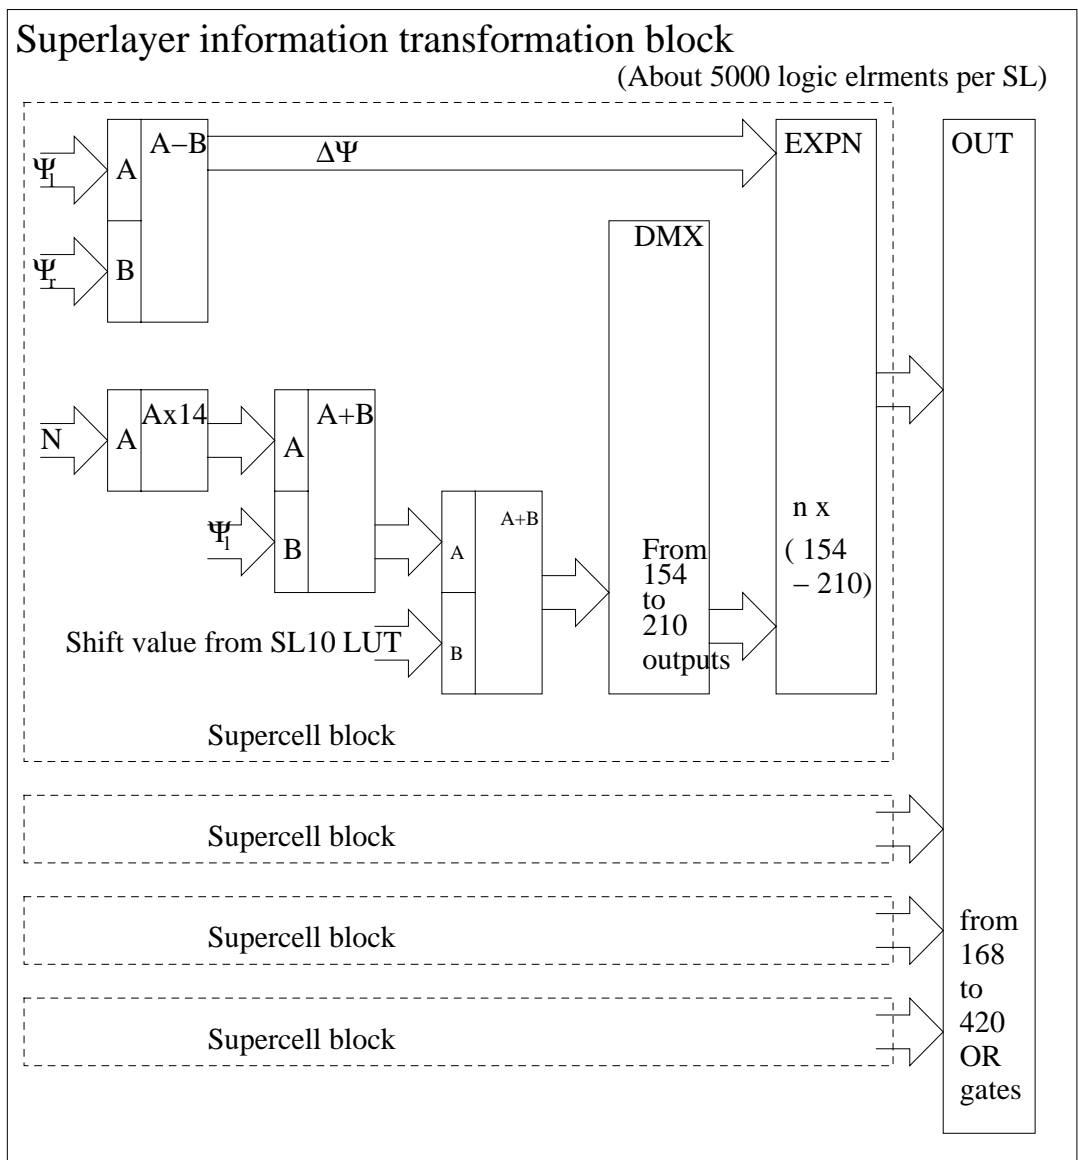 Superlayer information transformation block
(About 5000 logic elrments per SL)
Ψl
A
A−B
ΔΨ
EXPN
OUT
Ψr
B
DMX
N
A
Ax14
A
A+B
Ψl
B
A
A+B
B
Shift value from SL10 LUT
From
154
to
210
outputs
n x
( 154
− 210)
Supercell block
Supercell block
Supercell block
Supercell block
from
168
to
420
OR
gates